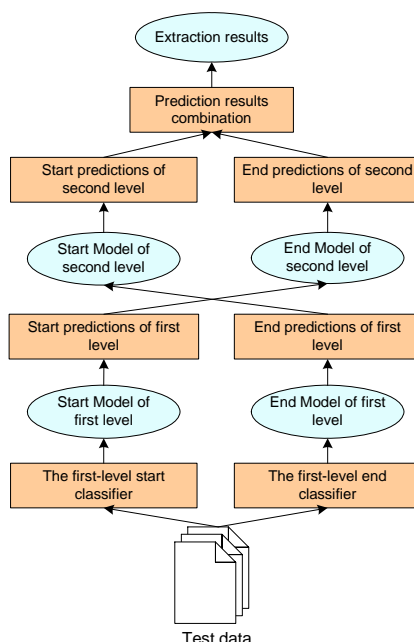 Extraction results
Prediction results
combination
Start predictions of
second level
End predictions of second
level
Start Model of
second level
End Model of
second level
Start predictions of first
level
End predictions of first
level
Start Model of
first level
End Model of first
level
The first-level start
classifier
The first-level end
classifier
Test data